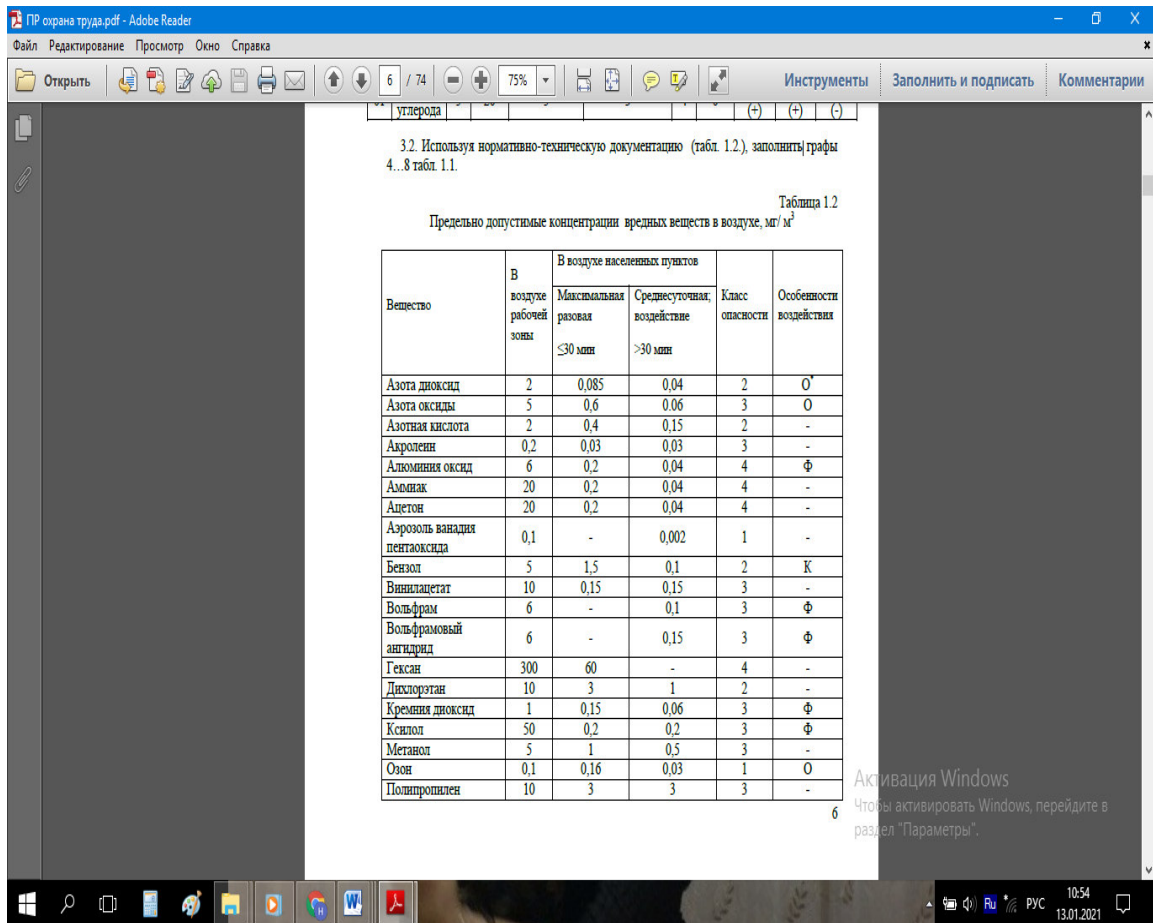 ПР охрана труда.pdf - Adobe Reader
Файл Редактирование Просмотр Окно Справка
Открыть 6 / 74 75% Инструменты Заполнить и подписать Комментарии
углерода (+) (+) (-)
3.2. Используя нормативно-техническую документацию (табл. 1.2.), заполнить графы
4…8 табл. 1.1.
Таблица 1.2
Предельно допустимые концентрации вредных веществ в воздухе, мг/ м³
Вещество
В воздухе рабочей зоны
В воздухе населенных пунктов
Максимальная разовая ≤30 мин
Среднесуточная; воздействие >30 мин
Класс опасности
Особенности воздействия
Азота диоксид 2 0,085 0,04 2 О*
Азота оксиды 5 0,6 0.06 3 О
Азотная кислота 2 0,4 0,15 2 -
Акролеин 0,2 0,03 0,03 3 -
Алюминия оксид 6 0,2 0,04 4 Ф
Аммиак 20 0,2 0,04 4 -
Ацетон 20 0,2 0,04 4 -
Аэрозоль ванадия
пентаоксида 0,1 - 0,002 1 -
Бензол 5 1,5 0,1 2 К
Винилацетат 10 0,15 0,15 3 -
Вольфрам 6 - 0,1 3 Ф
Вольфрамовый
ангидрид 6 - 0,15 3 Ф
Гексан 300 60 - 4 -
Дихлорэтан 10 3 1 2 -
Кремния диоксид 1 0,15 0,06 3 Ф
Ксилол 50 0,2 0,2 3 Ф
Метанол 5 1 0,5 3 -
Озон 0,1 0,16 0,03 1 О
Полипропилен 10 3 3 3 -
6
Активация Windows
Чтобы активировать Windows, перейдите в
раздел "Параметры".
Ru РУС 10:54
13.01.2021